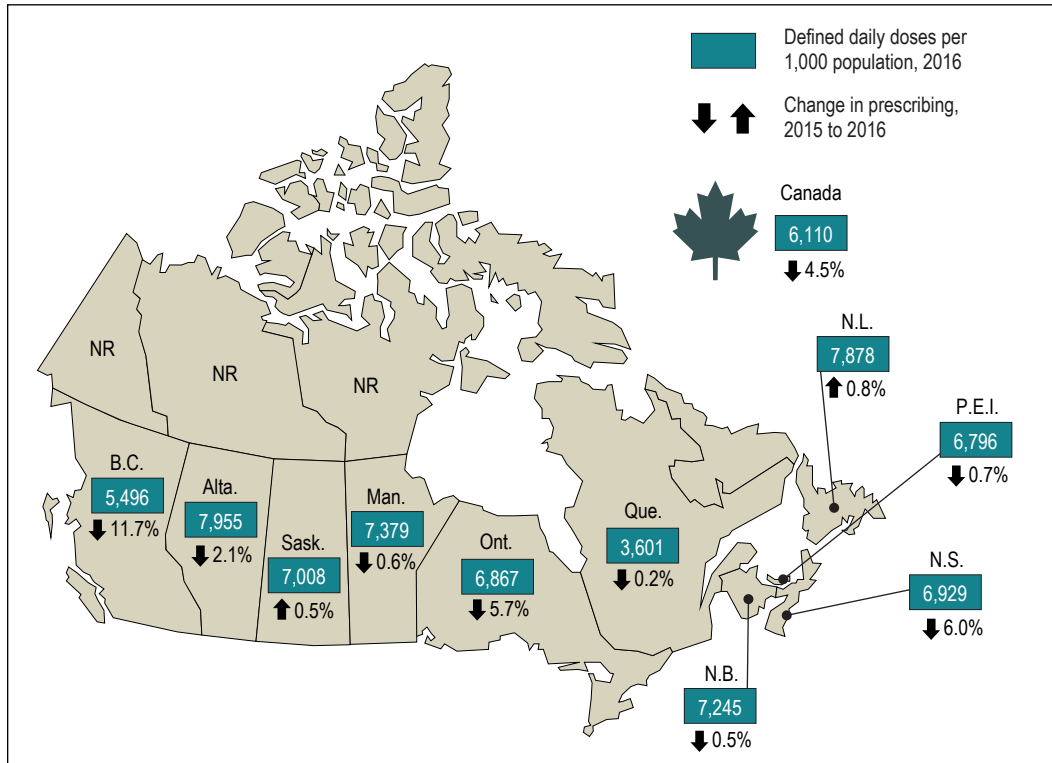 Defined daily doses per
1,000 population, 2016
Change in prescribing,
2015 to 2016
Canada
6,110
4.5%
N.L.
7,878
0.8%
P.E.I.
6,796
0.7%
NR
NR
NR
B.C.
5,496
11.7%
Alta.
7,955
2.1%
Sask.
7,008
0.5%
Man.
7,379
0.6%
Ont.
6,867
5.7%
Que.
3,601
0.2%
N.S.
6,929
6.0%
N.B.
7,245
0.5%